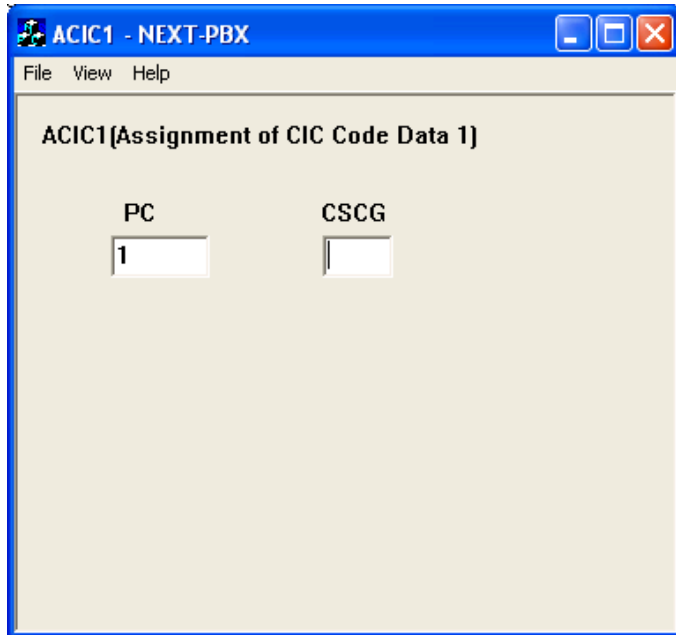 ACIC1 - NEXT-PBX
File View Help
ACIC1(Assignment of CIC Code Data 1)
PC CSCG
1